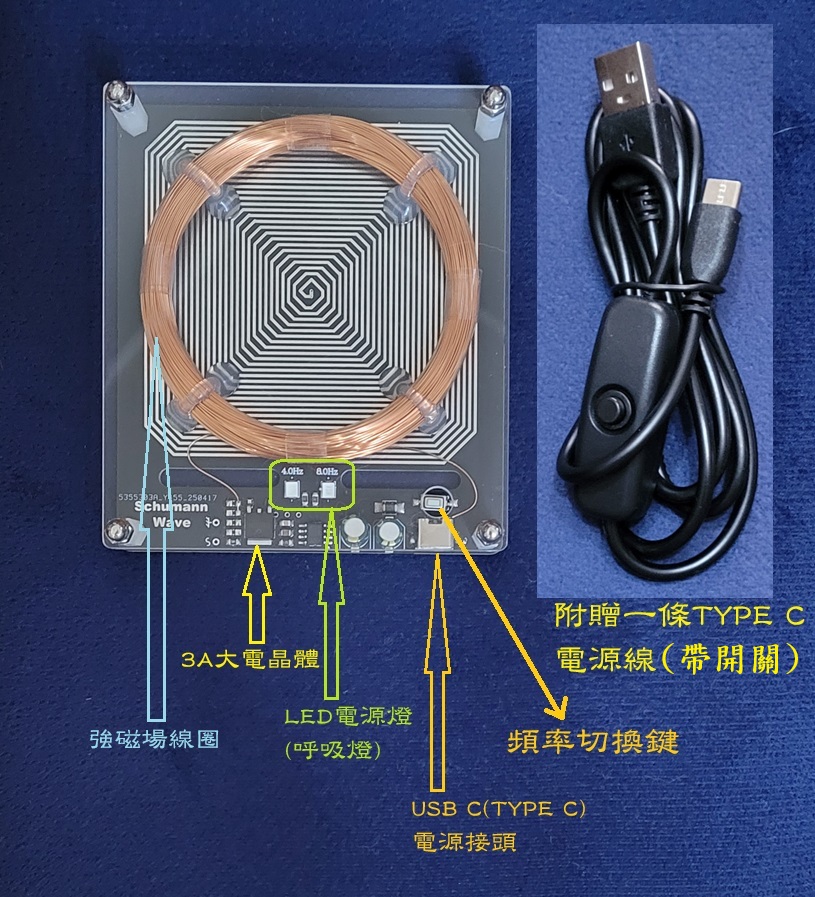 4.0Hz 8.0Hz
5355303A_Y155_250417
Schumann
Wave
3A大電晶體
LED電源燈
(呼吸燈)
強磁場線圈
USB C(TYPE C)
電源接頭
頻率切換鍵
附贈一條TYPE C
電源線(帶開關)